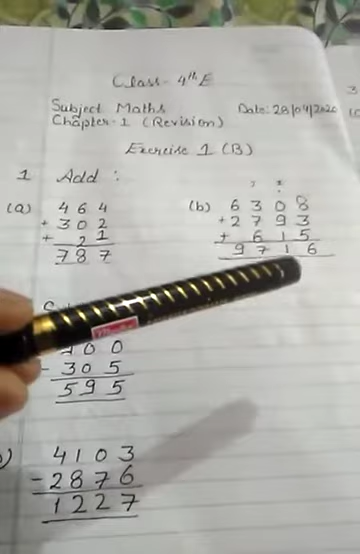 Class - 4th E
Subject Maths Date: 28/04/2020
Chapter - 1 (Revision)
Exercise 1 (B)
1 Add :
(a) 4 6 4
+ 3 0 2
+ 2 1
7 8 7
(b) 6 3 0 8
+ 2 7 9 3
+ 6 1 5
9 7 1 6
0 0
- 3 0 5
5 9 5
4 1 0 3
- 2 8 7 6
1 2 2 7